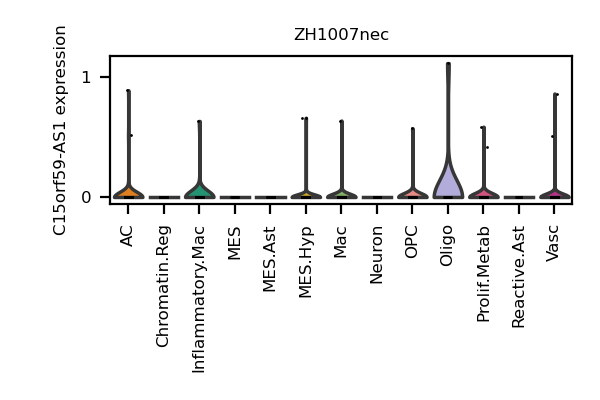 ZH1007nec
C15orf59-AS1 expression
1
0
AC
Chromatin.Reg
Inflammatory.Mac
MES
MES.Ast
MES.Hyp
Mac
Neuron
OPC
Oligo
Prolif.Metab
Reactive.Ast
Vasc